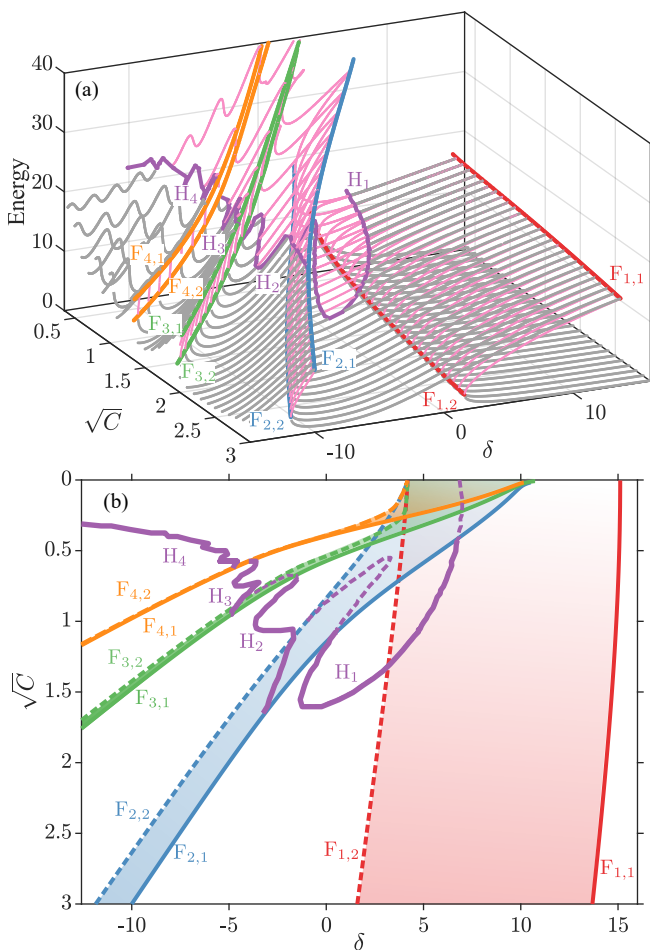 40
(a)
30
20
10
0
Energy
H₄
H₃
H₂
H₁
F₄,₁
F₄,₂
F₃,₁
F₃,₂
F₂,₁
F₂,₂
F₁,₁
F₁,₂
0.5
1
1.5
2
2.5
3
√C
-10
0
10
δ
(b)
0
0.5
1
1.5
2
2.5
3
√C
H₄
F₄,₂
F₄,₁
H₃
H₂
H₁
F₃,₂
F₃,₁
F₂,₂
F₂,₁
F₁,₂
F₁,₁
-10
-5
0
5
10
15
δ